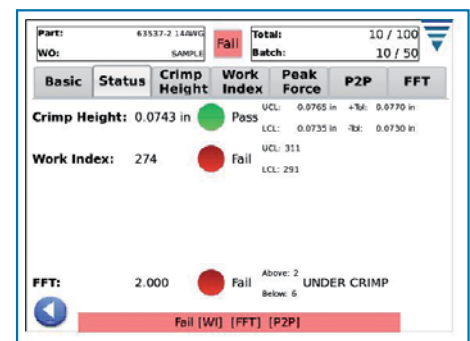 Part: 63537-2 14AWG Fail Total: 10 / 100
WO: SAMPLE Batch: 10 / 50
Basic Status Crimp Height Work Index Peak Force P2P FFT
Crimp Height: 0.0743 in Pass UCL: 0.0765 in +Tol: 0.0770 in
LCL: 0.0735 in -Tol: 0.0730 in
Work Index: 274 Fail UCL: 311
LCL: 291
FFT: 2.000 Fail Above: 2 UNDER CRIMP
Below: 6
Fail [WI] [FFT] [P2P]